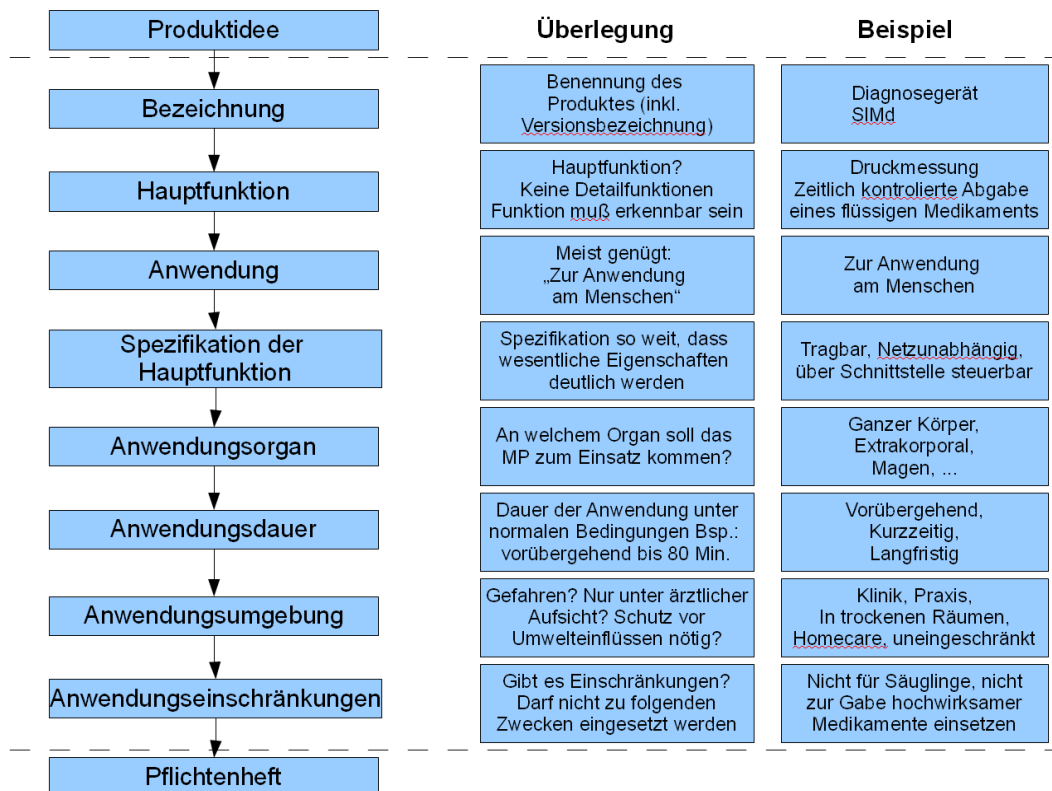 Produktidee
Überlegung
Beispiel
Bezeichnung
Benennung des
Produktes (inkl.
Versionsbezeichnung)
Diagnosegerät
SIMd
Hauptfunktion
Hauptfunktion?
Keine Detailfunktionen
Funktion muß erkennbar sein
Druckmessung
Zeitlich kontrolierte Abgabe
eines flüssigen Medikaments
Anwendung
Meist genügt:
„Zur Anwendung
am Menschen“
Zur Anwendung
am Menschen
Spezifikation der
Hauptfunktion
Spezifikation so weit, dass
wesentliche Eigenschaften
deutlich werden
Tragbar, Netzunabhängig,
über Schnittstelle steuerbar
Anwendungsorgan
An welchem Organ soll das
MP zum Einsatz kommen?
Ganzer Körper,
Extrakorporal,
Magen, ...
Anwendungsdauer
Dauer der Anwendung unter
normalen Bedingungen Bsp.:
vorübergehend bis 80 Min.
Vorübergehend,
Kurzzeitig,
Langfristig
Anwendungsumgebung
Gefahren? Nur unter ärztlicher
Aufsicht? Schutz vor
Umwelteinflüssen nötig?
Klinik, Praxis,
In trockenen Räumen,
Homecare, uneingeschränkt
Anwendungseinschränkungen
Gibt es Einschränkungen?
Darf nicht zu folgenden
Zwecken eingesetzt werden
Nicht für Säuglinge, nicht
zur Gabe hochwirksamer
Medikamente einsetzen
Pflichtenheft